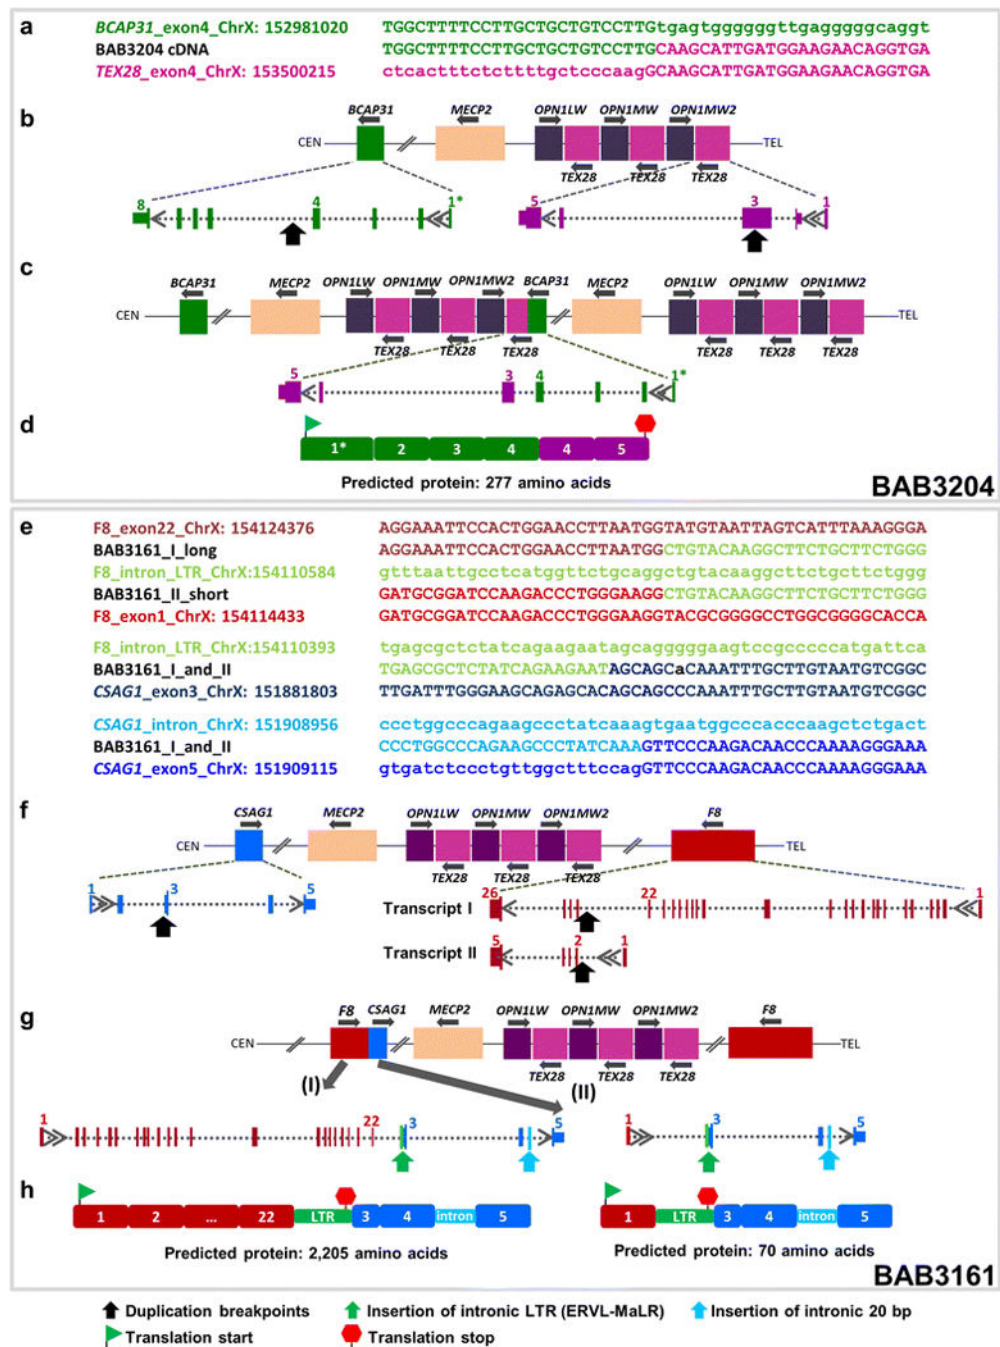 a
BCAP31_exon4_ChrX: 152981020 TGGCTTTTCCTTGCTGCTGTCCTTGtgagtggggggttgagggggcaggt
BAB3204 cDNA TGGCTTTTCCTTGCTGCTGTCCTTGCAAGCATTGATGGAAGAACAGGTGA
TEX28_exon4_ChrX: 153500215 ctcactttctcttttgctcccaagGCAAGCATTGATGGAAGAACAGGTGA
b
BCAP31 MECP2 OPN1LW OPN1MW OPN1MW2
CEN TEL
TEX28 TEX28 TEX28
8 4 1* 5 3 1
c
BCAP31 MECP2 OPN1LW OPN1MW OPN1MW2 BCAP31 MECP2 OPN1LW OPN1MW OPN1MW2
CEN TEL
TEX28 TEX28 TEX28 TEX28 TEX28 TEX28
5 3 4 1*
d
1* 2 3 4 4 5
Predicted protein: 277 amino acids
BAB3204
e
F8_exon22_ChrX: 154124376 AGGAAATTCCACTGGAACCTTAATGGTATGTAATTAGTCATTTAAAGGGA
BAB3161_I_long AGGAAATTCCACTGGAACCTTAATGGCTGTACAAGGCTTCTGCTTCTGGG
F8_intron_LTR_ChrX:154110584 gtttaattgcctcatggttctgcaggctgtacaaggcttctgcttctggg
BAB3161_II_short GATGCGGATCCAAGACCCTGGGAAGGCTGTACAAGGCTTCTGCTTCTGGG
F8_exon1_ChrX: 154114433 GATGCGGATCCAAGACCCTGGGAAGGTACGCGGGGCCTGGCGGGGCACCA
F8_intron_LTR_ChrX:154110393 tgagcgctctatcagaagaatagcagggggaagtccgcccccatgattca
BAB3161_I_and_II TGAGCGCTCTATCAGAAGAATAGCAGCaCAAATTTGCTTGTAATGTCGGC
CSAG1_exon3_ChrX: 151881803 TTGATTTGGGAAGCAGAGCACAGCAGCCCAAATTTGCTTGTAATGTCGGC
CSAG1_intron_ChrX: 151908956 ccctggcccagaagccctatcaaagtgaatggcccacccaagctctgact
BAB3161_I_and_II CCCTGGCCCAGAAGCCCTATCAAAGTTCCCAAGACAACCCAAAAGGGAAA
CSAG1_exon5_ChrX: 151909115 gtgatctccctgttggctttccagGTTCCCAAGACAACCCAAAAGGGAAA
f
CSAG1 MECP2 OPN1LW OPN1MW OPN1MW2 F8
CEN TEL
TEX28 TEX28 TEX28
1 3 5 26 22 1
Transcript I
5 2 1
Transcript II
g
F8 CSAG1 MECP2 OPN1LW OPN1MW OPN1MW2 F8
CEN TEL
TEX28 TEX28 TEX28
(I) (II)
1 22 3 5 1 3 5
h
1 2 ... 22 LTR 3 4 intron 5 1 LTR 3 4 intron 5
Predicted protein: 2,205 amino acids Predicted protein: 70 amino acids
BAB3161
Duplication breakpoints Insertion of intronic LTR (ERVL-MaLR) Insertion of intronic 20 bp
Translation start Translation stop